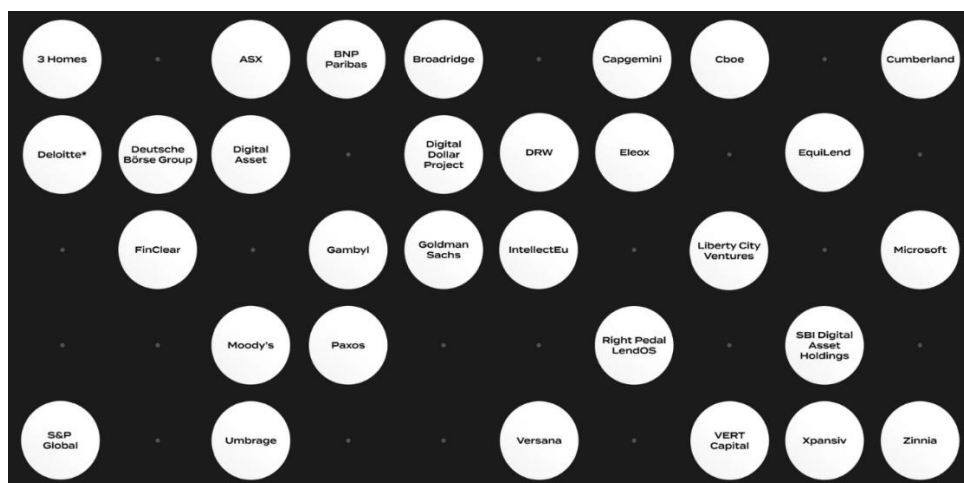 3 Homes
ASX
BNP
Paribas
Broadridge
Capgemini
Cboe
Cumberland
Deloitte*
Deutsche
Börse Group
Digital
Asset
Digital
Dollar
Project
DRW
Eleox
EquiLend
FinClear
Gambyl
Goldman
Sachs
IntellectEu
Liberty City
Ventures
Microsoft
Moody's
Paxos
Right Pedal
LendOS
SBI Digital
Asset
Holdings
S&P
Global
Umbrage
Versana
VERT
Capital
Xpansiv
Zinnia